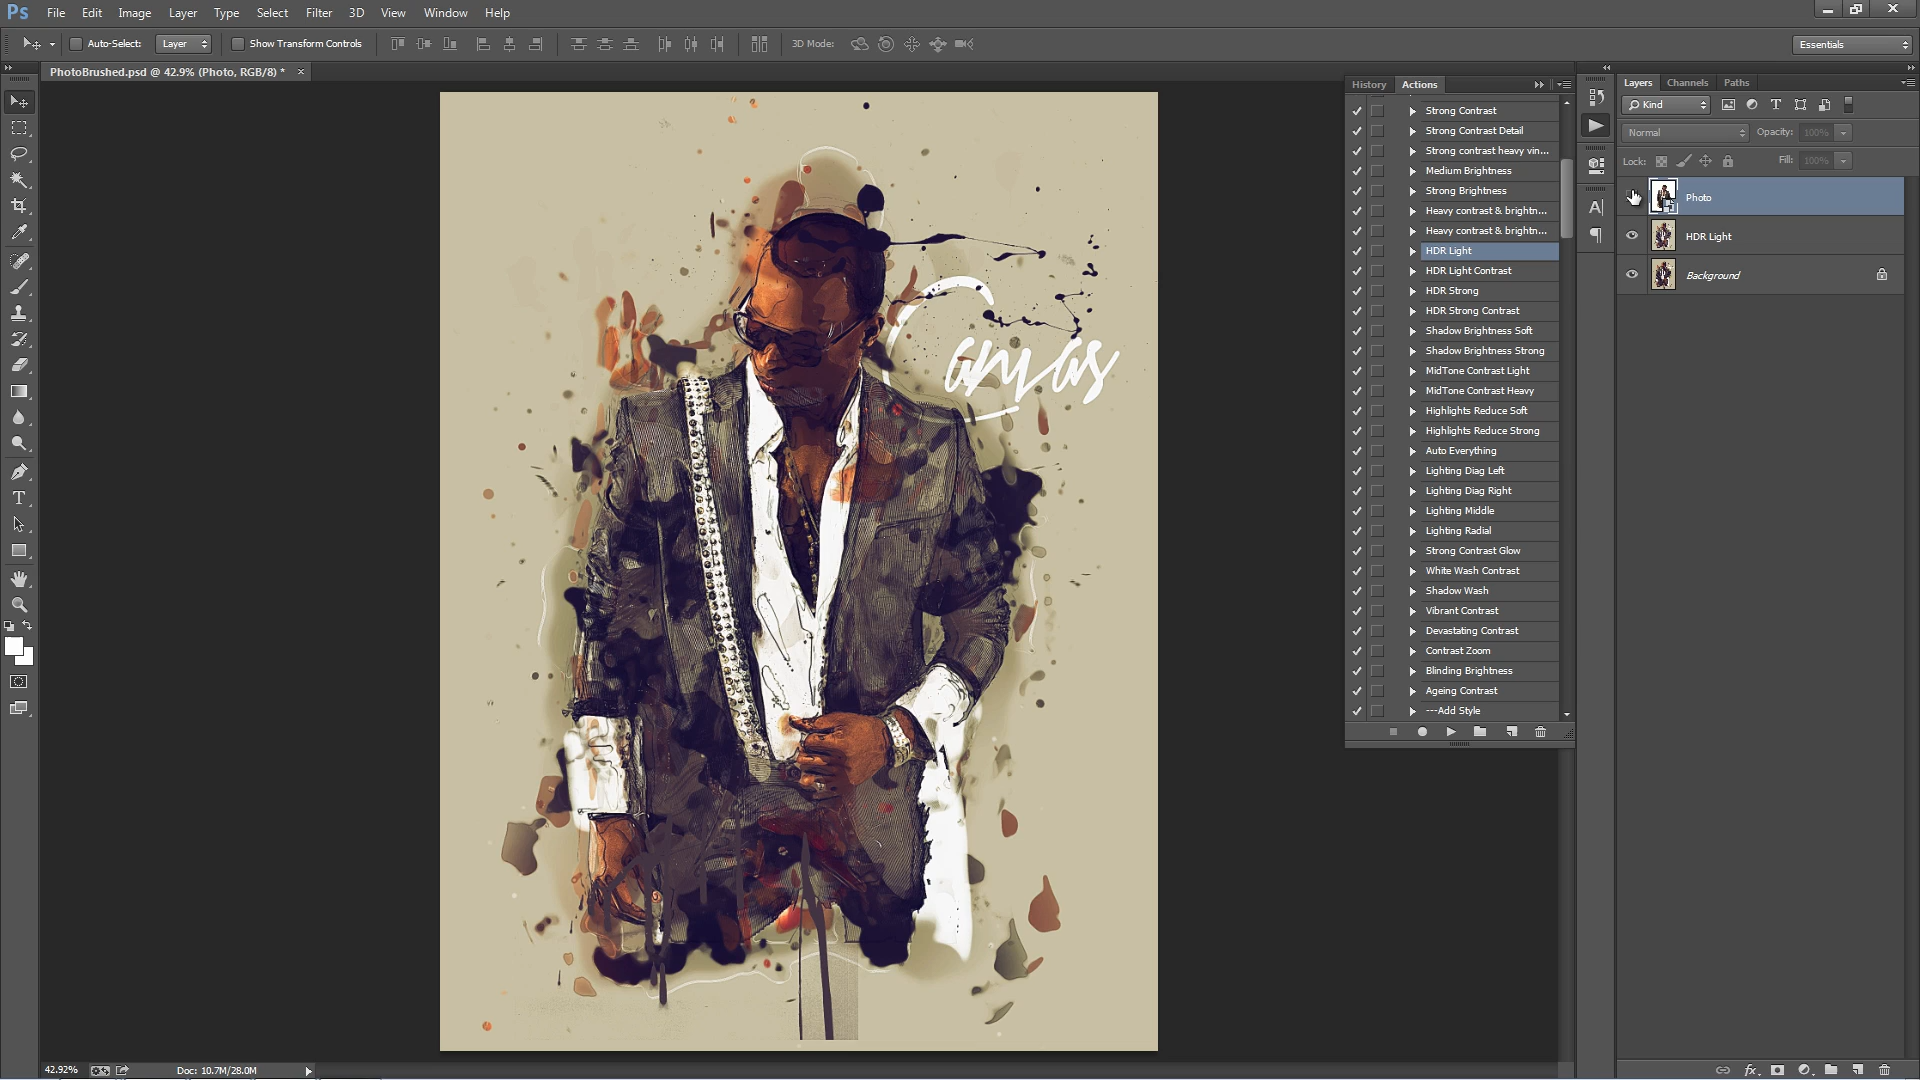 Ps File Edit Image Layer Type Select Filter 3D View Window Help
Auto-Select: Layer Show Transform Controls 3D Mode: Essentials
PhotoBrushed.psd @ 42.9% (Photo, RGB/8) * ×
History Actions
Strong Contrast
Strong Contrast Detail
Strong contrast heavy vin...
Medium Brightness
Strong Brightness
Heavy contrast & brightn...
Heavy contrast & brightn...
HDR Light
HDR Light Contrast
HDR Strong
HDR Strong Contrast
Shadow Brightness Soft
Shadow Brightness Strong
MidTone Contrast Light
MidTone Contrast Heavy
Highlights Reduce Soft
Highlights Reduce Strong
Auto Everything
Lighting Diag Left
Lighting Diag Right
Lighting Middle
Lighting Radial
Strong Contrast Glow
White Wash Contrast
Shadow Wash
Vibrant Contrast
Devastating Contrast
Contrast Zoom
Blinding Brightness
Ageing Contrast
---Add Style
Layers Channels Paths
Kind
Normal Opacity: 100%
Lock: Fill: 100%
Photo
HDR Light
Background
Canvas
42.92% Doc: 10.7M/28.0M